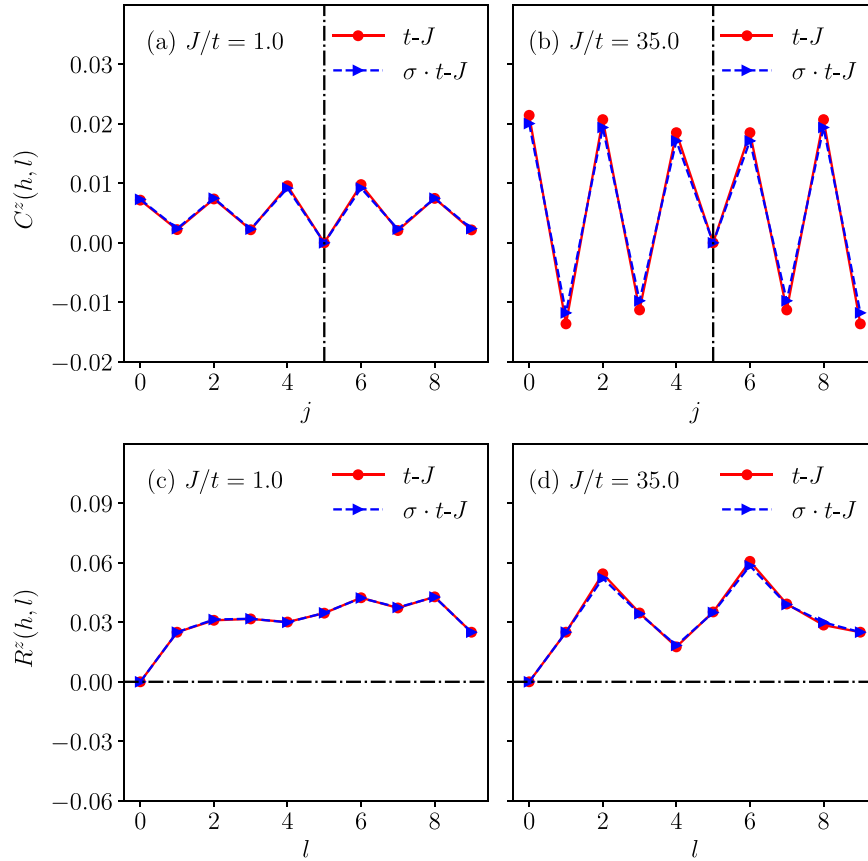 (a) J/t = 1.0
t-J
σ · t-J
(b) J/t = 35.0
t-J
σ · t-J
C^z(h, l)
0.03
0.02
0.01
0.00
−0.01
−0.02
0 2 4 6 8
j
0 2 4 6 8
j
(c) J/t = 1.0
t-J
σ · t-J
(d) J/t = 35.0
t-J
σ · t-J
R^z(h, l)
0.09
0.06
0.03
0.00
−0.03
−0.06
0 2 4 6 8
l
0 2 4 6 8
l